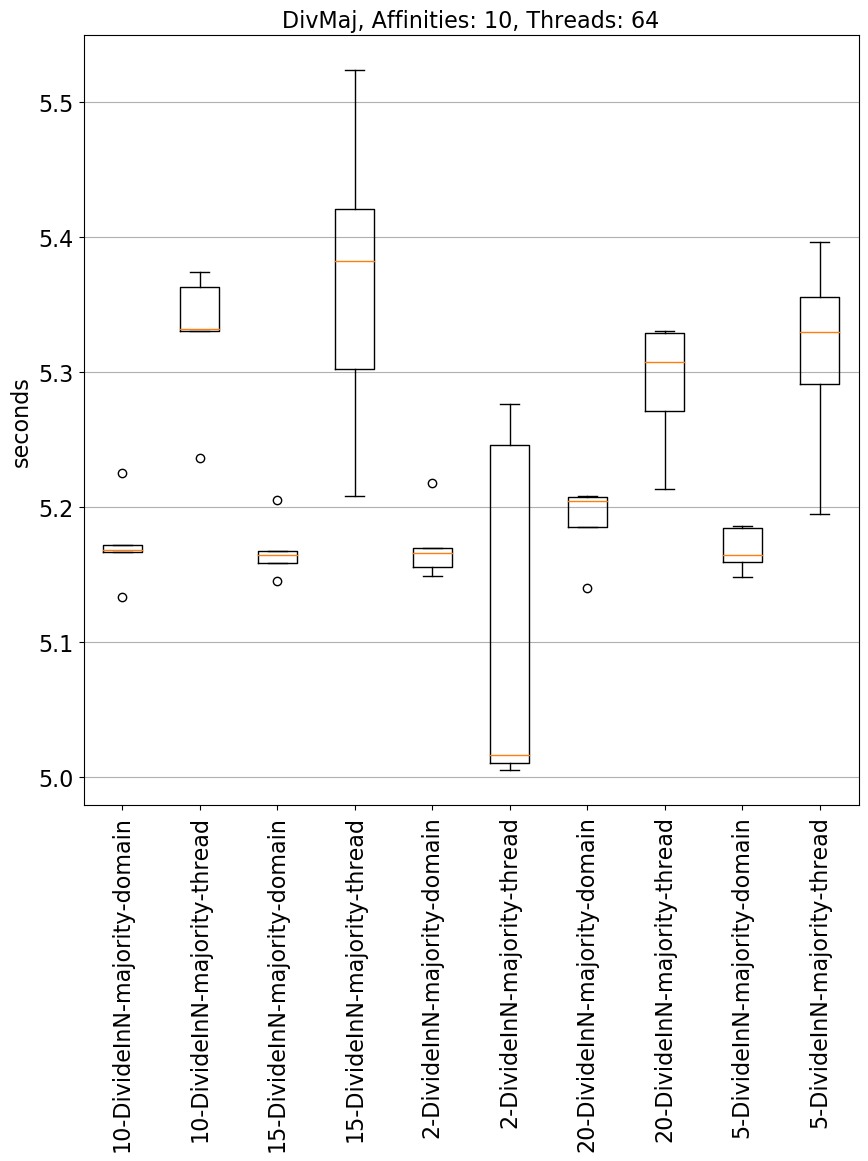 DivMaj, Affinities: 10, Threads: 64
5.5
5.4
5.3
5.2
5.1
5.0
seconds
10-DivideInN-majority-domain
10-DivideInN-majority-thread
15-DivideInN-majority-domain
15-DivideInN-majority-thread
2-DivideInN-majority-domain
2-DivideInN-majority-thread
20-DivideInN-majority-domain
20-DivideInN-majority-thread
5-DivideInN-majority-domain
5-DivideInN-majority-thread